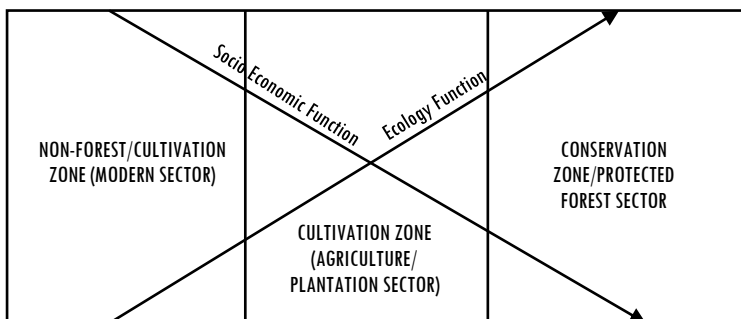 Socio Economic Function
Ecology Function
NON-FOREST/CULTIVATION
ZONE (MODERN SECTOR)
CULTIVATION ZONE
(AGRICULTURE/
PLANTATION SECTOR)
CONSERVATION
ZONE/PROTECTED
FOREST SECTOR